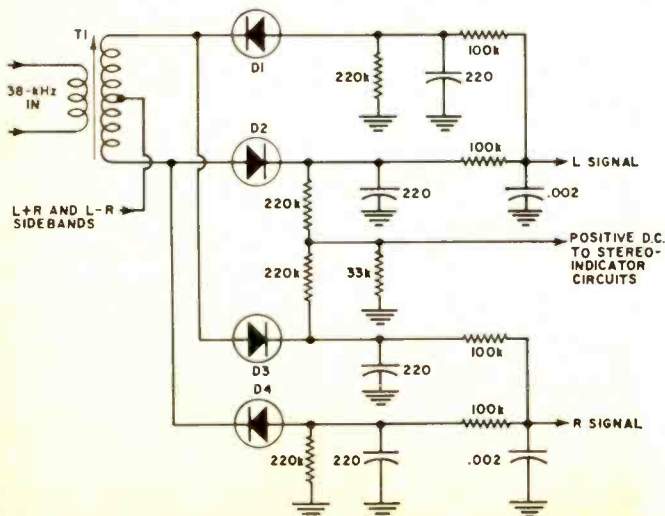 T1
38-kHz
IN
D1
220k
220
100k
D2
220k
220
100k
L SIGNAL
.002
L+R AND L-R
SIDEBANDS
POSITIVE D.C.
TO STEREO-
INDICATOR
CIRCUITS
220k
33k
D3
220
100k
D4
220k
220
100k
R SIGNAL
.002